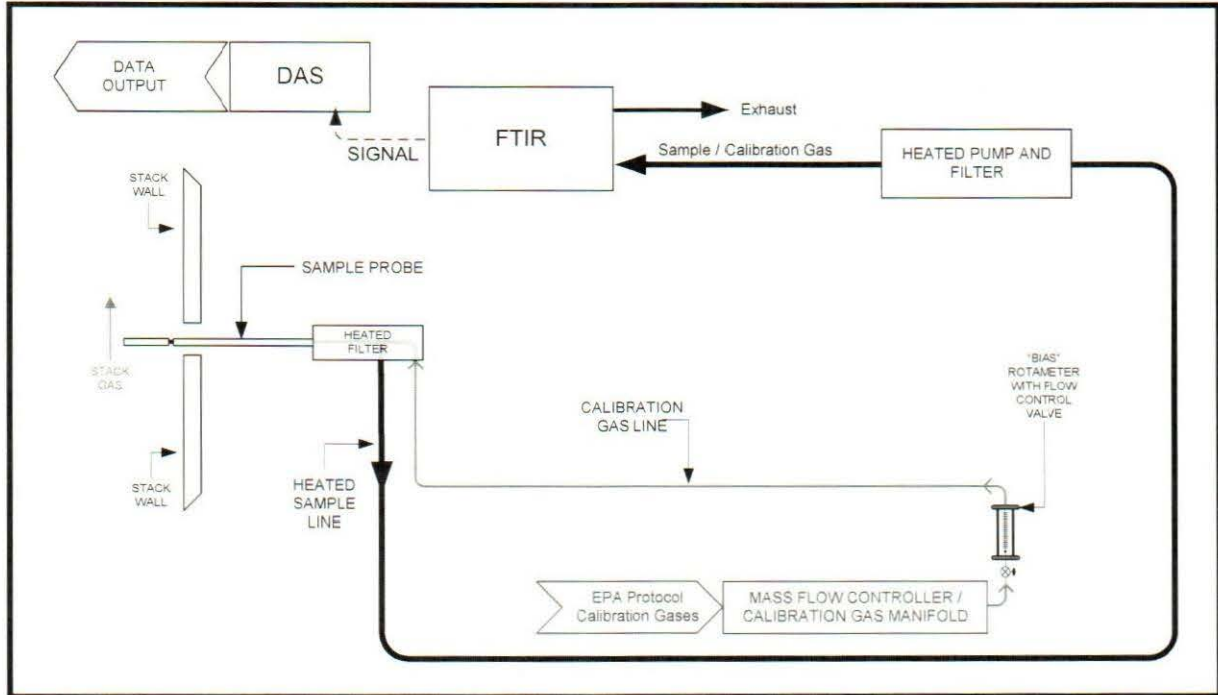 DATA
OUTPUT
DAS
FTIR
Exhaust
SIGNAL
Sample / Calibration Gas
HEATED PUMP AND
FILTER
STACK
WALL
SAMPLE PROBE
HEATED
FILTER
STACK
GAS
"BIAS"
ROTAMETER
WITH FLOW
CONTROL
VALVE
CALIBRATION
GAS LINE
STACK
WALL
HEATED
SAMPLE
LINE
EPA Protocol
Calibration Gases
MASS FLOW CONTROLLER /
CALIBRATION GAS MANIFOLD